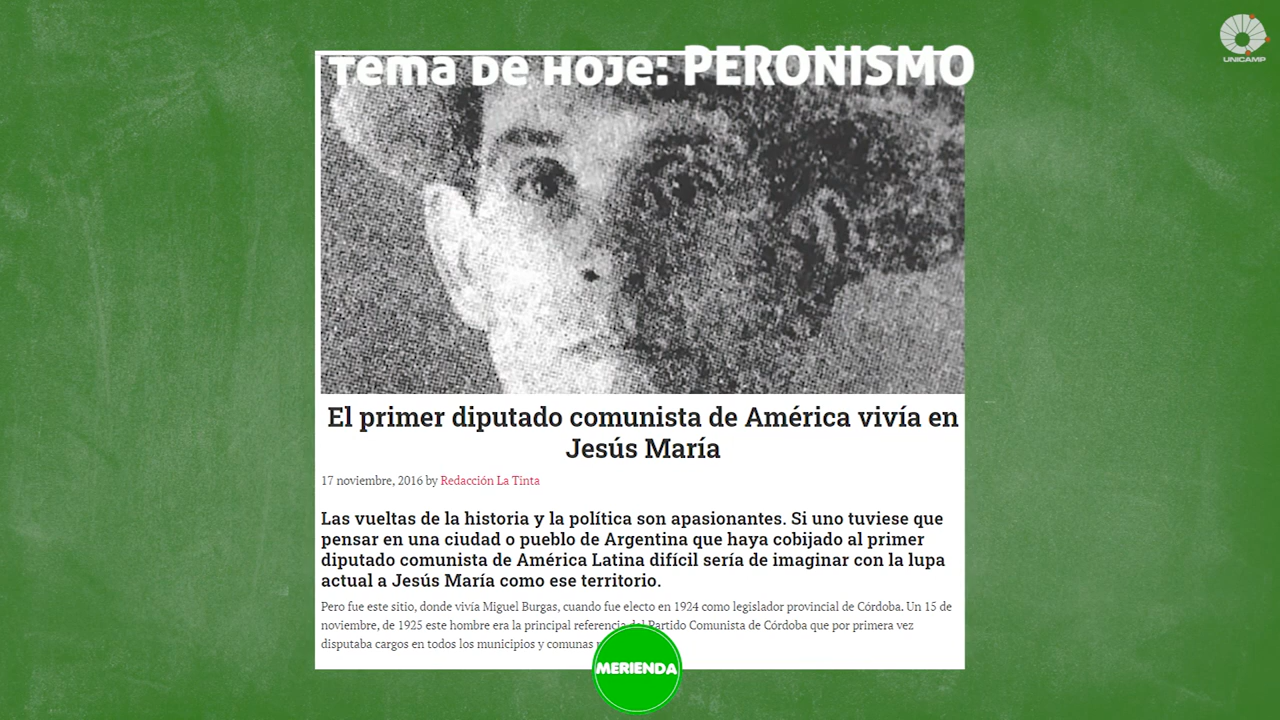 Tema de Hoje: PERONISMO
UNICAMP
El primer diputado comunista de América vivía en
Jesús María
17 noviembre, 2016 by Redacción La Tinta
Las vueltas de la historia y la política son apasionantes. Si uno tuviese que
pensar en una ciudad o pueblo de Argentina que haya cobijado al primer
diputado comunista de América Latina difícil sería de imaginar con la lupa
actual a Jesús María como ese territorio.
Pero fue este sitio, donde vivía Miguel Burgas, cuando fue electo en 1924 como legislador provincial de Córdoba. Un 15 de
noviembre, de 1925 este hombre era la principal referencia del Partido Comunista de Córdoba que por primera vez
disputaba cargos en todos los municipios y comunas
MERIENDA